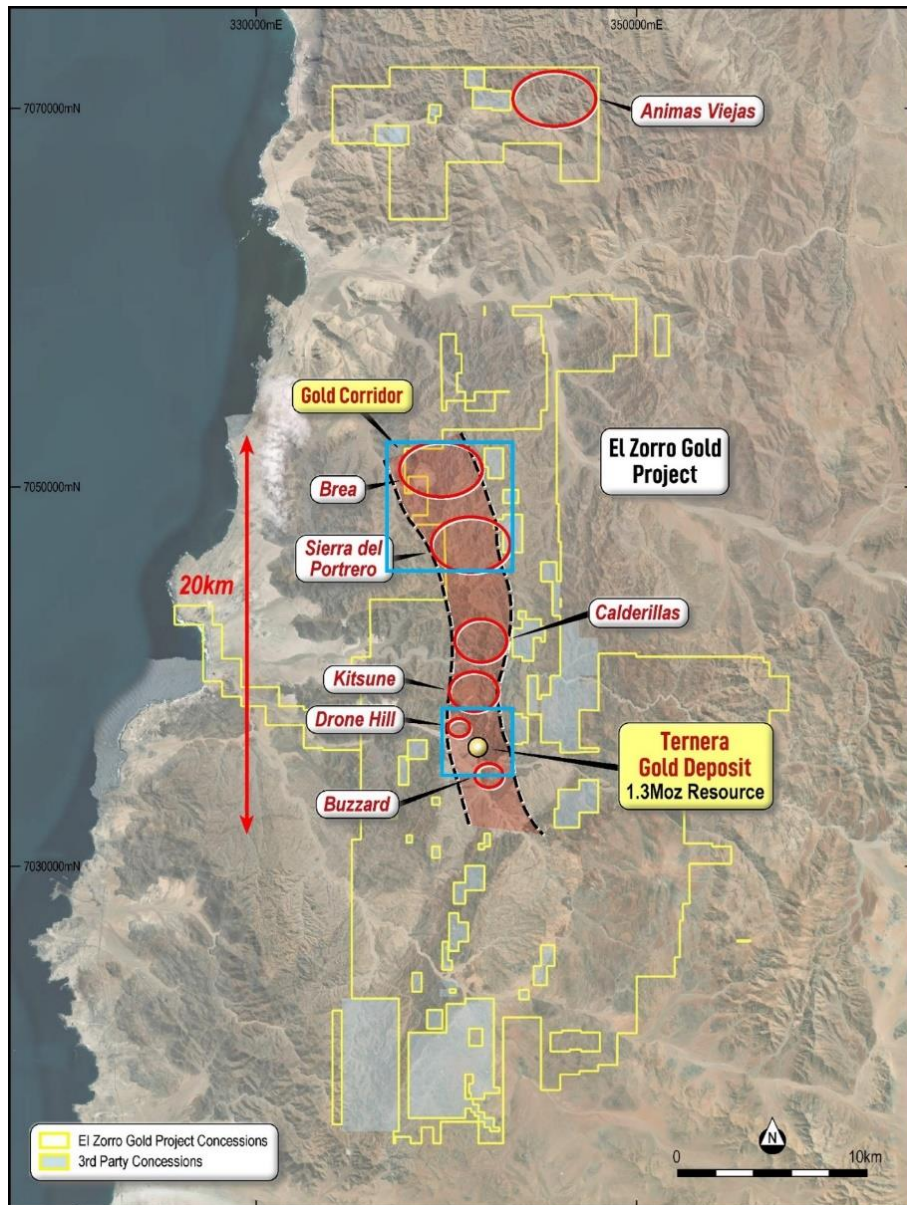 330000mE
350000mE
7070000mN
Animas Viejas
Gold Corridor
El Zorro Gold
Project
7050000mN
Brea
Sierra del
Portrero
20km
Calderillas
Kitsune
Drone Hill
Ternera
Gold Deposit
1.3Moz Resource
Buzzard
7030000mN
El Zorro Gold Project Concessions
3rd Party Concessions
N
0
10km